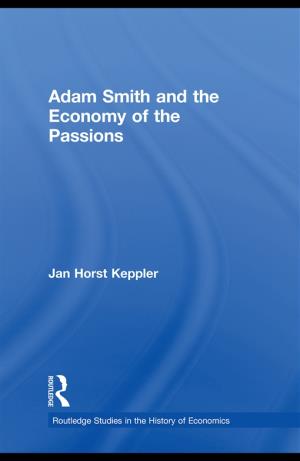 Adam Smith and the
Economy of the
Passions
Jan Horst Keppler
ROUTLEDGE
Routledge Studies in the History of Economics